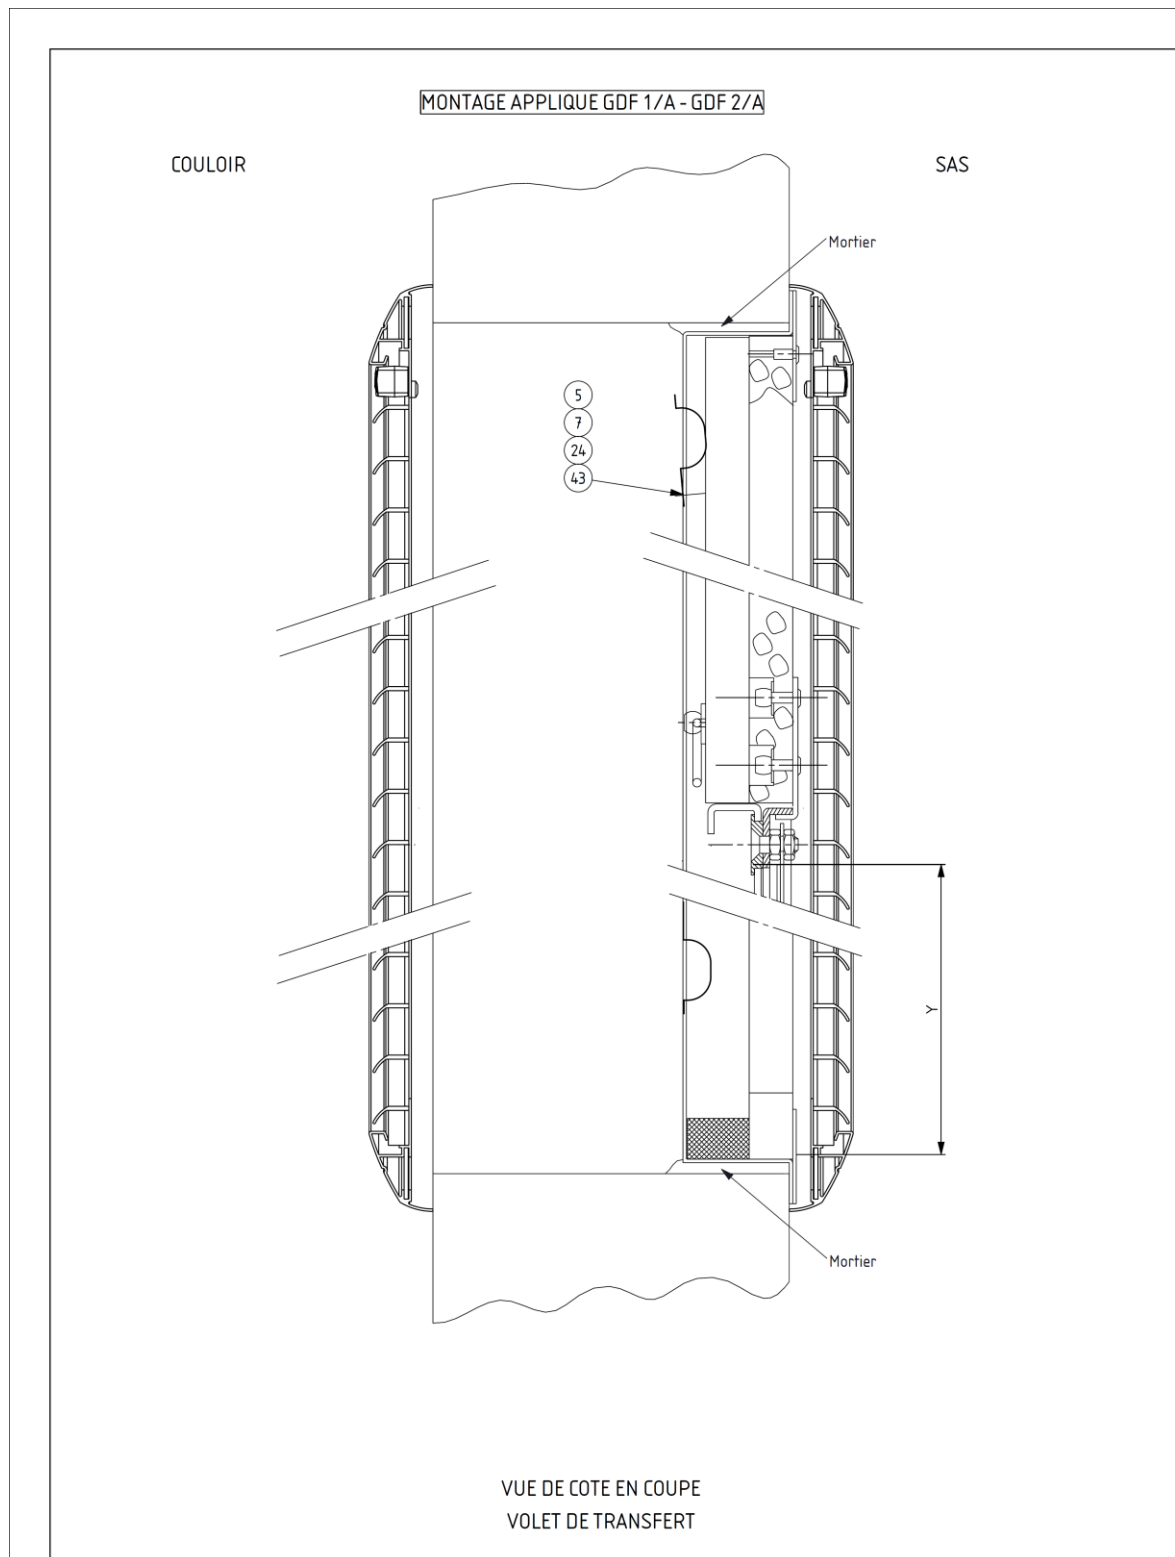 MONTAGE APPLIQUE GDF 1/A - GDF 2/A
COULOIR
SAS
Mortier
5
7
24
43
Y
Mortier
VUE DE COTE EN COUPE
VOLET DE TRANSFERT